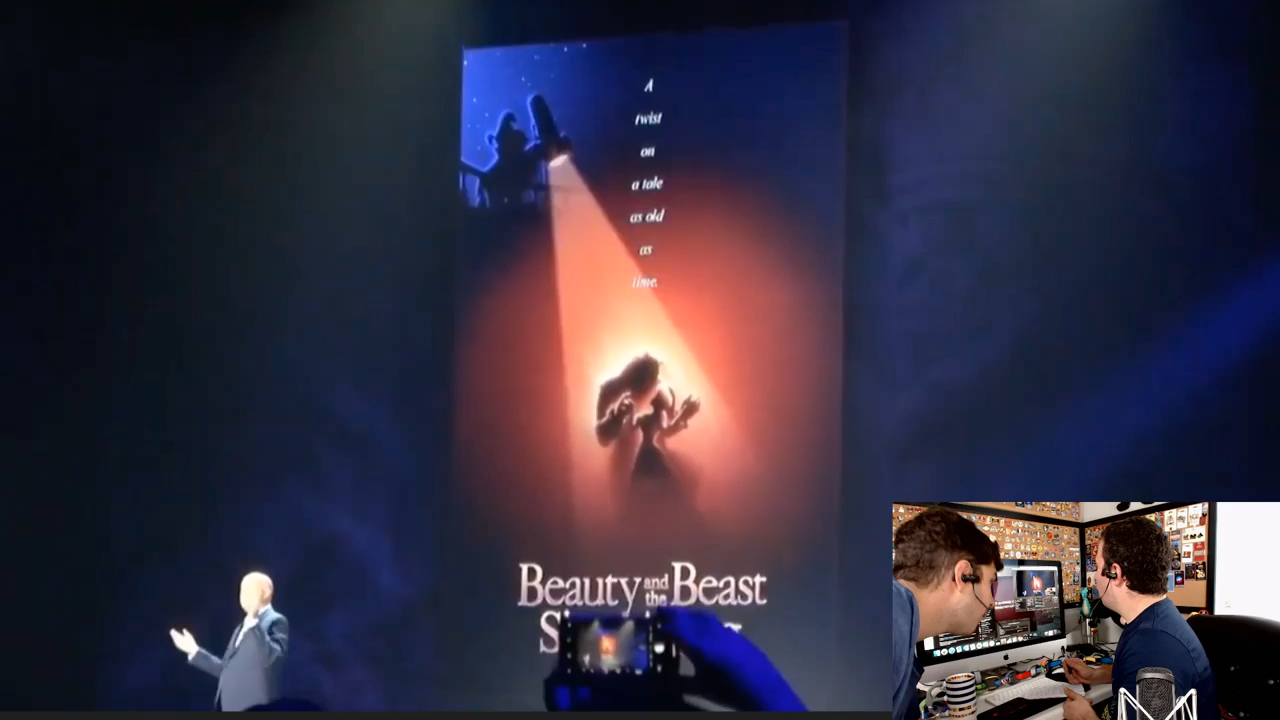 A
twist
on
a tale
as old
as
time.
Beauty and the Beast